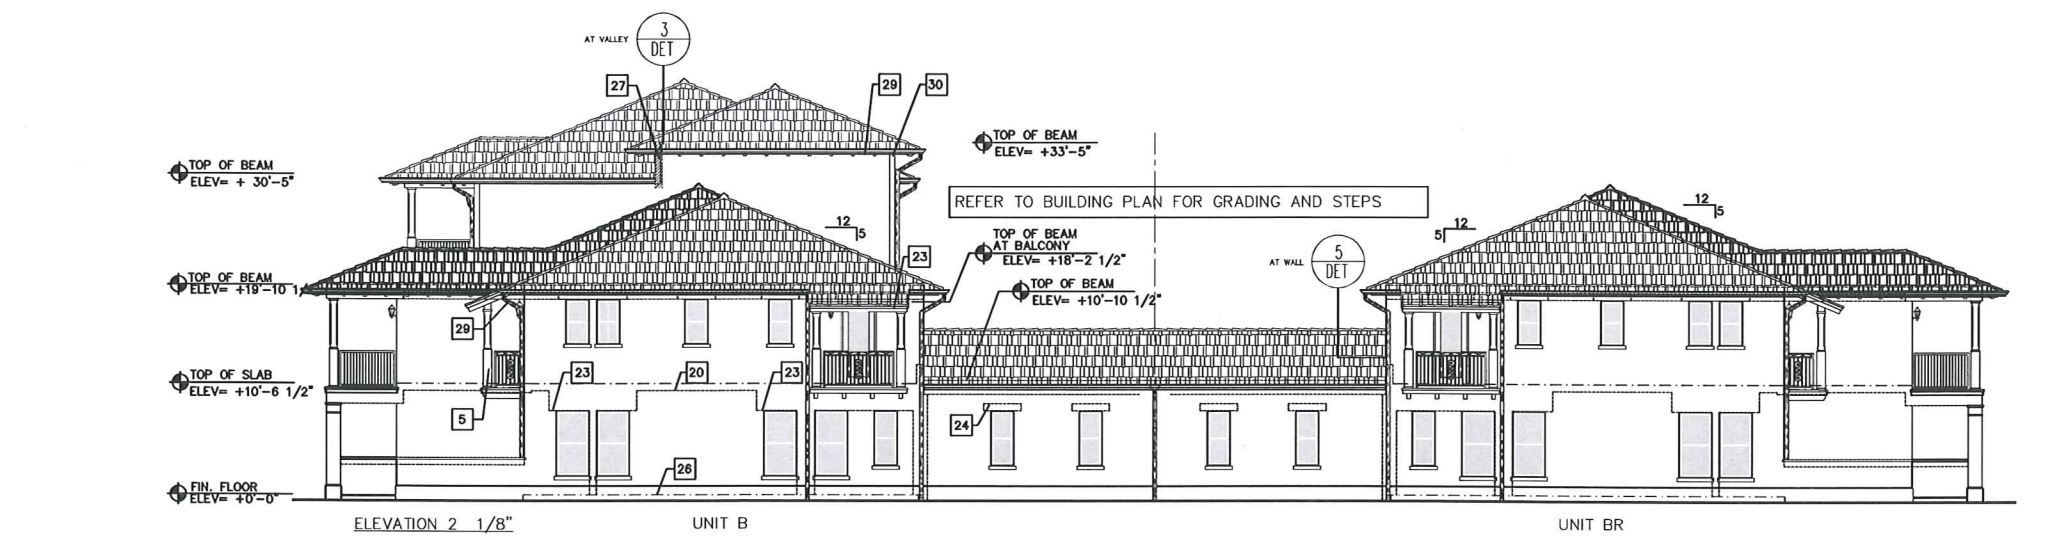 AT VALLEY
3
DET
27
29
30
TOP OF BEAM
ELEV= +33'-5"
TOP OF BEAM
ELEV= + 30'-5"
REFER TO BUILDING PLAN FOR GRADING AND STEPS
12
5
12
5
12
5
TOP OF BEAM
AT BALCONY
ELEV= +18'-2 1/2"
23
AT WALL
5
DET
TOP OF BEAM
ELEV= +19'-10 1/
TOP OF BEAM
ELEV= +10'-10 1/2"
29
TOP OF SLAB
ELEV= +10'-6 1/2"
23
20
23
5
24
26
FIN. FLOOR
ELEV= +0'-0"
ELEVATION 2 1/8"
UNIT B
UNIT BR